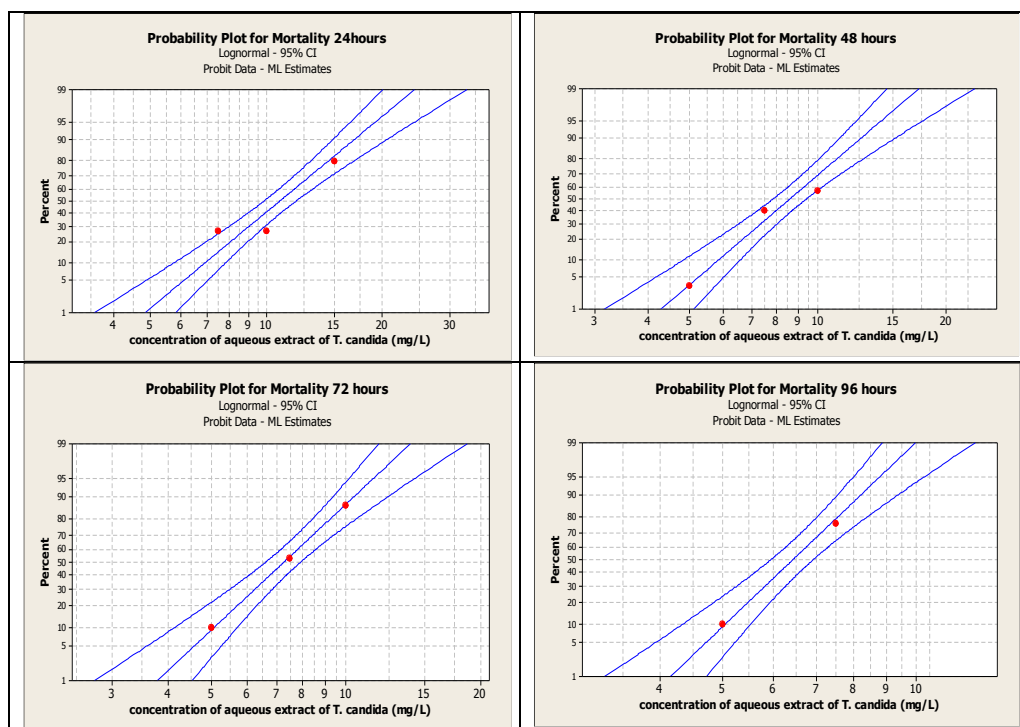 Probability Plot for Mortality 24hours
Lognormal - 95% CI
Probit Data - ML Estimates
99
95
90
80
70
60
50
40
30
20
10
5
1
Percent
4 5 6 7 8 9 10 15 20 30
concentration of aqueous extract of T. candida (mg/L)
Probability Plot for Mortality 48 hours
Lognormal - 95% CI
Probit Data - ML Estimates
99
95
90
80
70
60
50
40
30
20
10
5
1
Percent
3 4 5 6 7 8 9 10 15 20
concentration of aqueous extract of T. candida (mg/L)
Probability Plot for Mortality 72 hours
Lognormal - 95% CI
Probit Data - ML Estimates
99
95
90
80
70
60
50
40
30
20
10
5
1
Percent
3 4 5 6 7 8 9 10 15 20
concentration of aqueous extract of T. candida (mg/L)
Probability Plot for Mortality 96 hours
Lognormal - 95% CI
Probit Data - ML Estimates
99
95
90
80
70
60
50
40
30
20
10
5
1
Percent
4 5 6 7 8 9 10
concentration of aqueous extract of T. candida (mg/L)